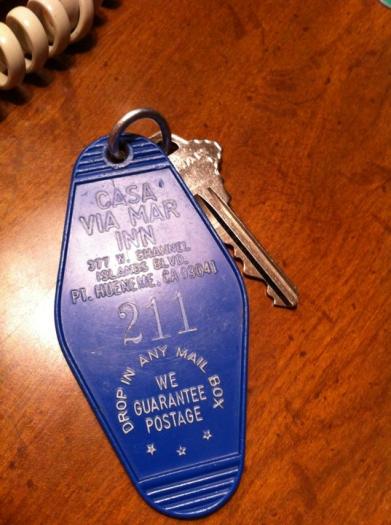 CASA
VIA MAR
INN
377 W. CHANNEL
ISLANDS BLVD.
PT. HUENEME, CA 93041
211
DROP IN ANY MAIL BOX
WE
GUARANTEE
POSTAGE